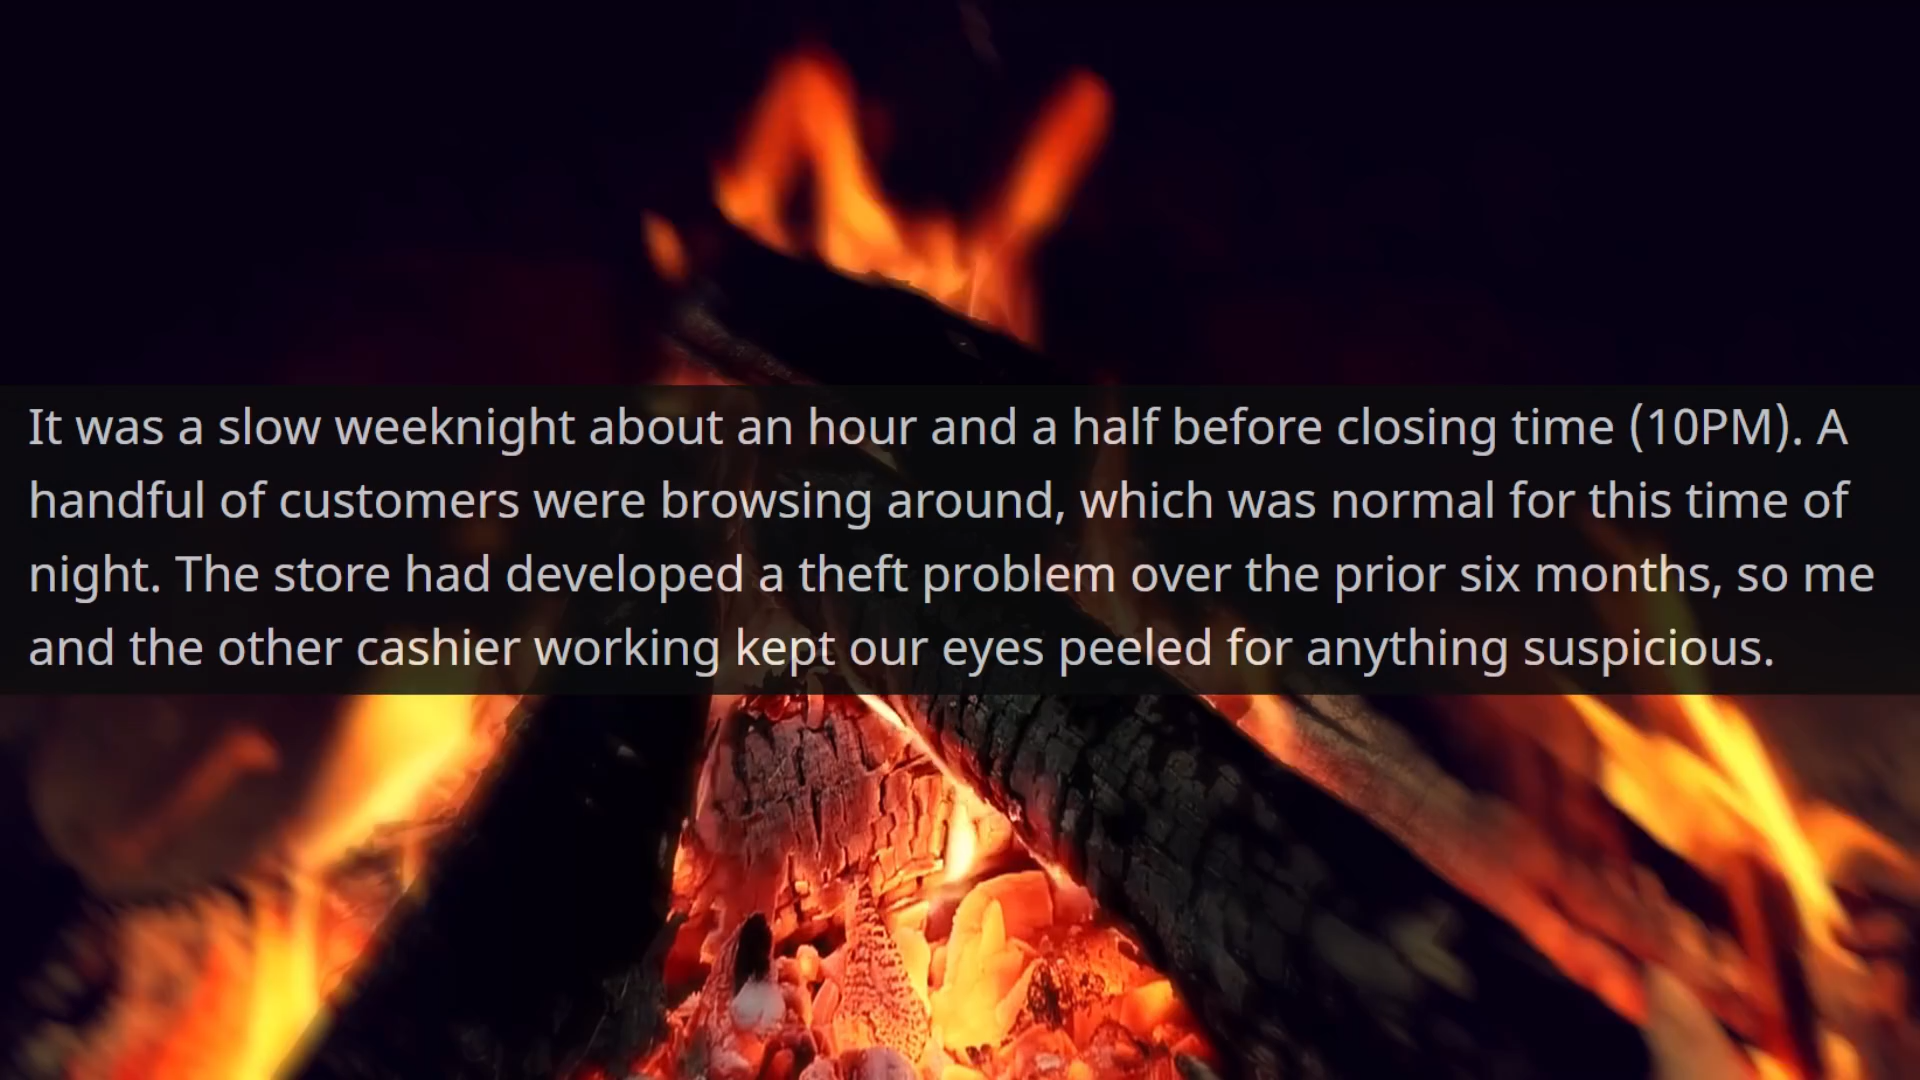 It was a slow weeknight about an hour and a half before closing time (10PM). A
handful of customers were browsing around, which was normal for this time of
night. The store had developed a theft problem over the prior six months, so me
and the other cashier working kept our eyes peeled for anything suspicious.